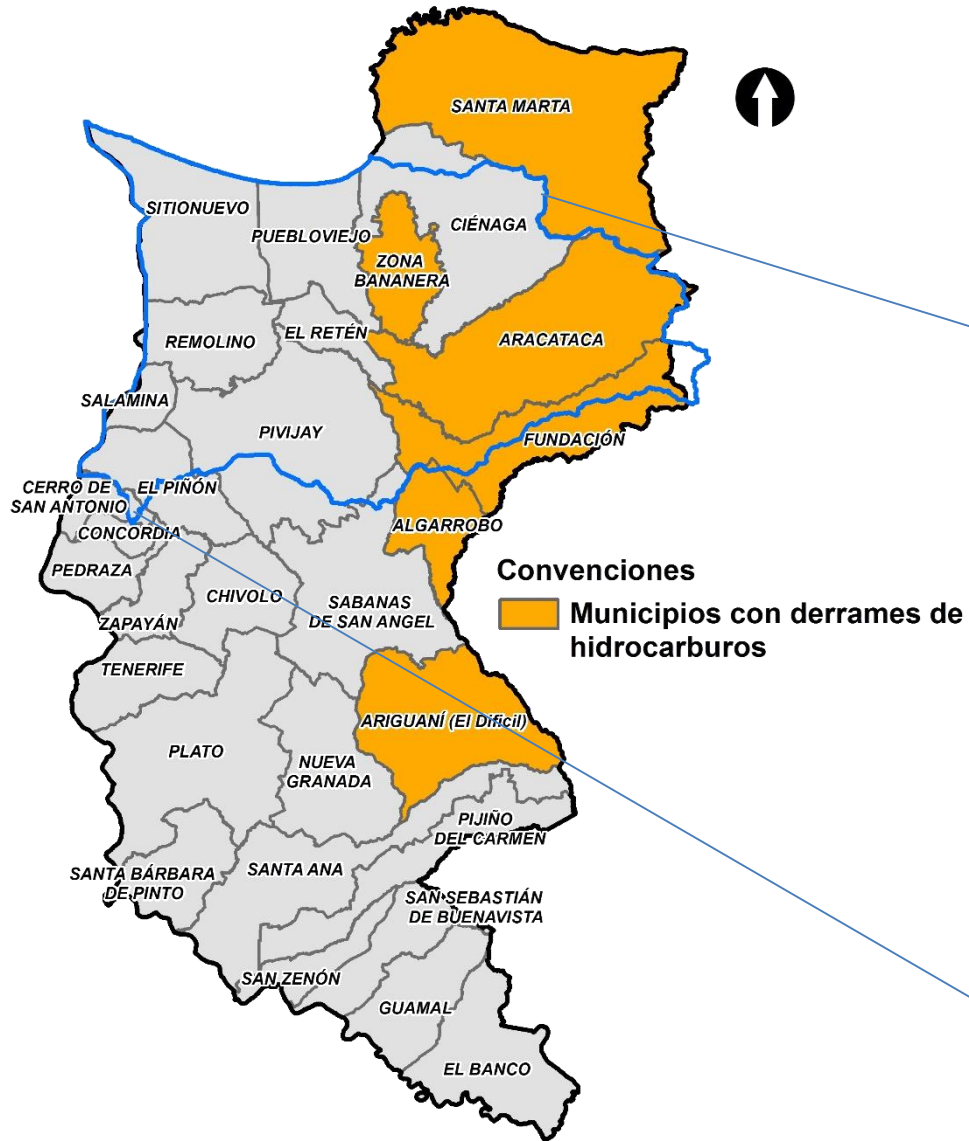 SANTA MARTA
SITIONUEVO
PUEBLOVIEJO
CIÉNAGA
ZONA
BANANERA
REMOLINO
EL RETÉN
ARACATACA
SALAMINA
PIVIJAY
FUNDACIÓN
CERRO DE
SAN ANTONIO
EL PIÑÓN
CONCORDIA
ALGARROBO
PEDRAZA
CHIVOLO
SABANAS
DE SAN ANGEL
ZAPAYÁN
TENERIFE
Convenciones
Municipios con derrames de
hidrocarburos
ARIGUANÍ (El Dificil)
PLATO
NUEVA
GRANADA
PIJIÑO
DEL CARMEN
SANTA BÁRBARA
DE PINTO
SANTA ANA
SAN SEBASTIÁN
DE BUENAVISTA
SAN ZENÓN
GUAMAL
EL BANCO